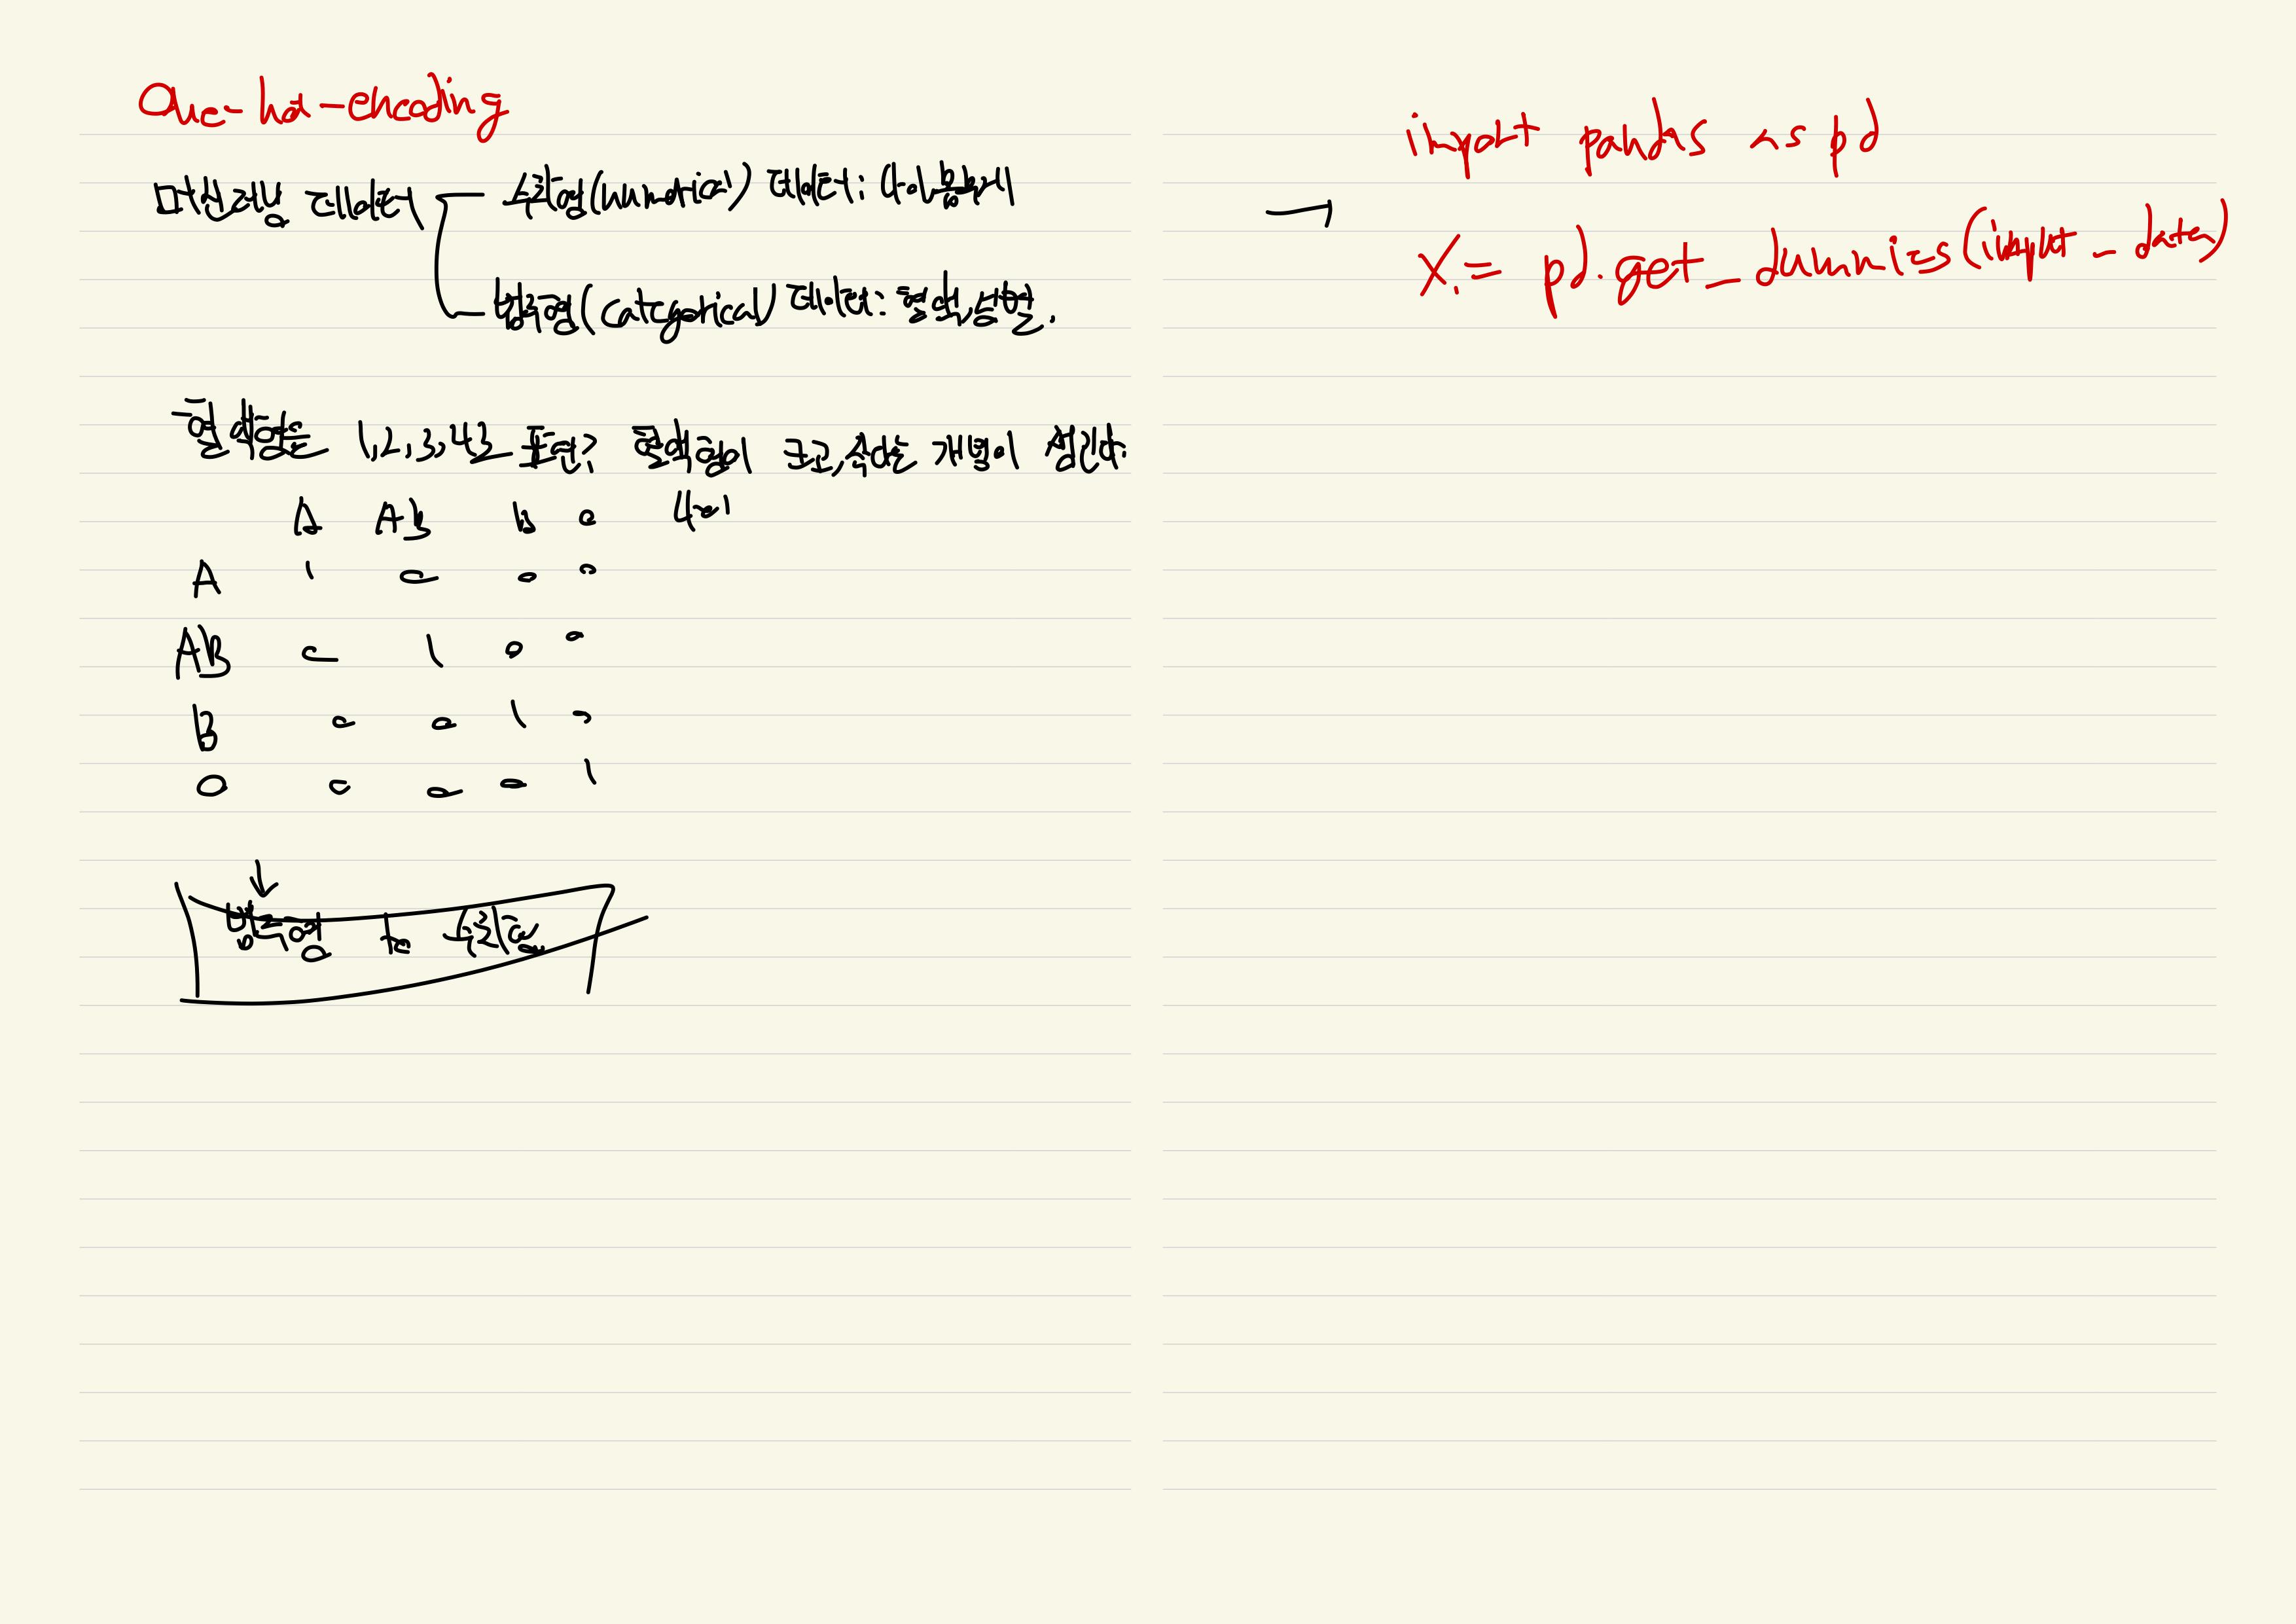 One-hot-encoding
머신러닝 데이터
수치형(numerical) 데이터: 나이 몸무게
범주형(categorical) 데이터: 혈액형, 성별.
혈액형을 1,2,3,4로 표현? 혈액형이 크고, 작다는 개념이 생긴다.
A AB B O
A 1 0 0 0
AB 0 1 0 0
B 0 0 1 0
O 0 0 0 1
↓
범주형 to 수치형
→
import pandas as pd
X = pd.get_dummies(input_data)